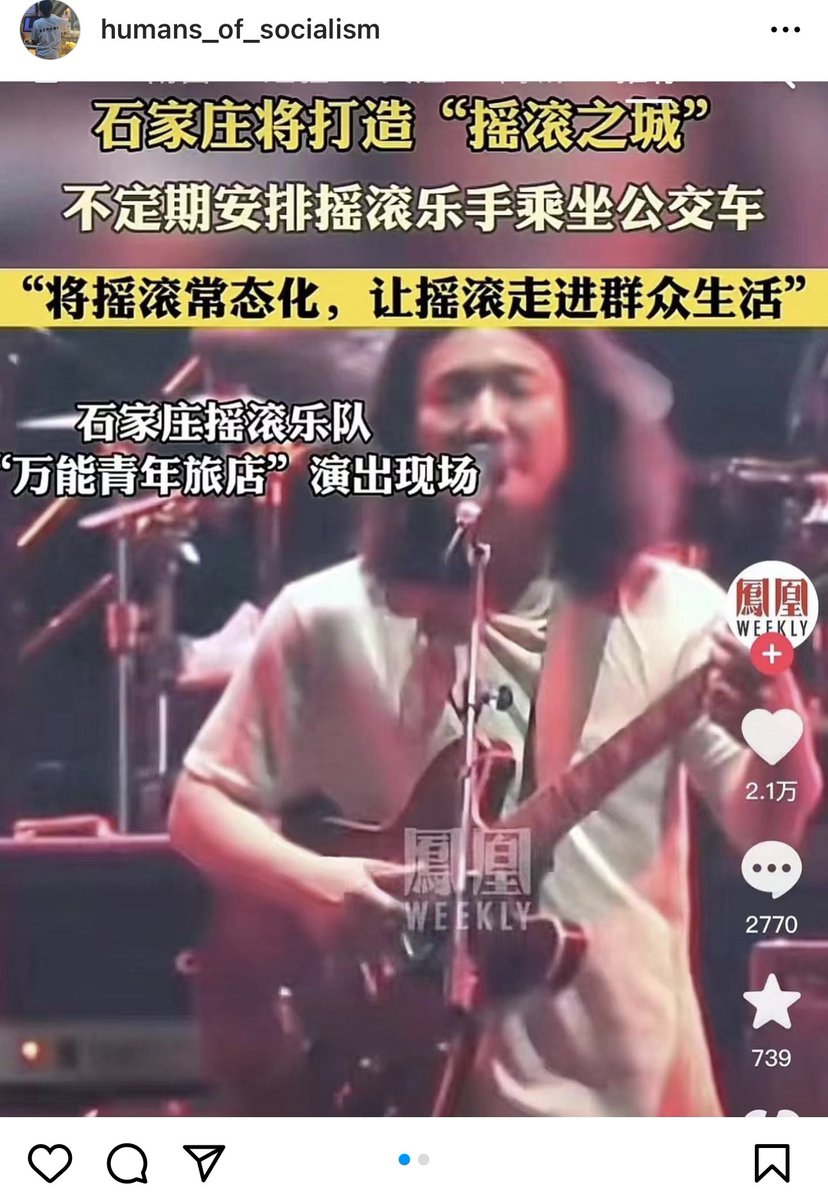 humans_of_socialism
石家庄将打造“摇滚之城”
不定期安排摇滚乐手乘坐公交车
“将摇滚常态化，让摇滚走进群众生活”
石家庄摇滚乐队
“万能青年旅店”演出现场
鳳凰
WEEKLY
2.1万
鳳凰
WEEKLY
2770
739